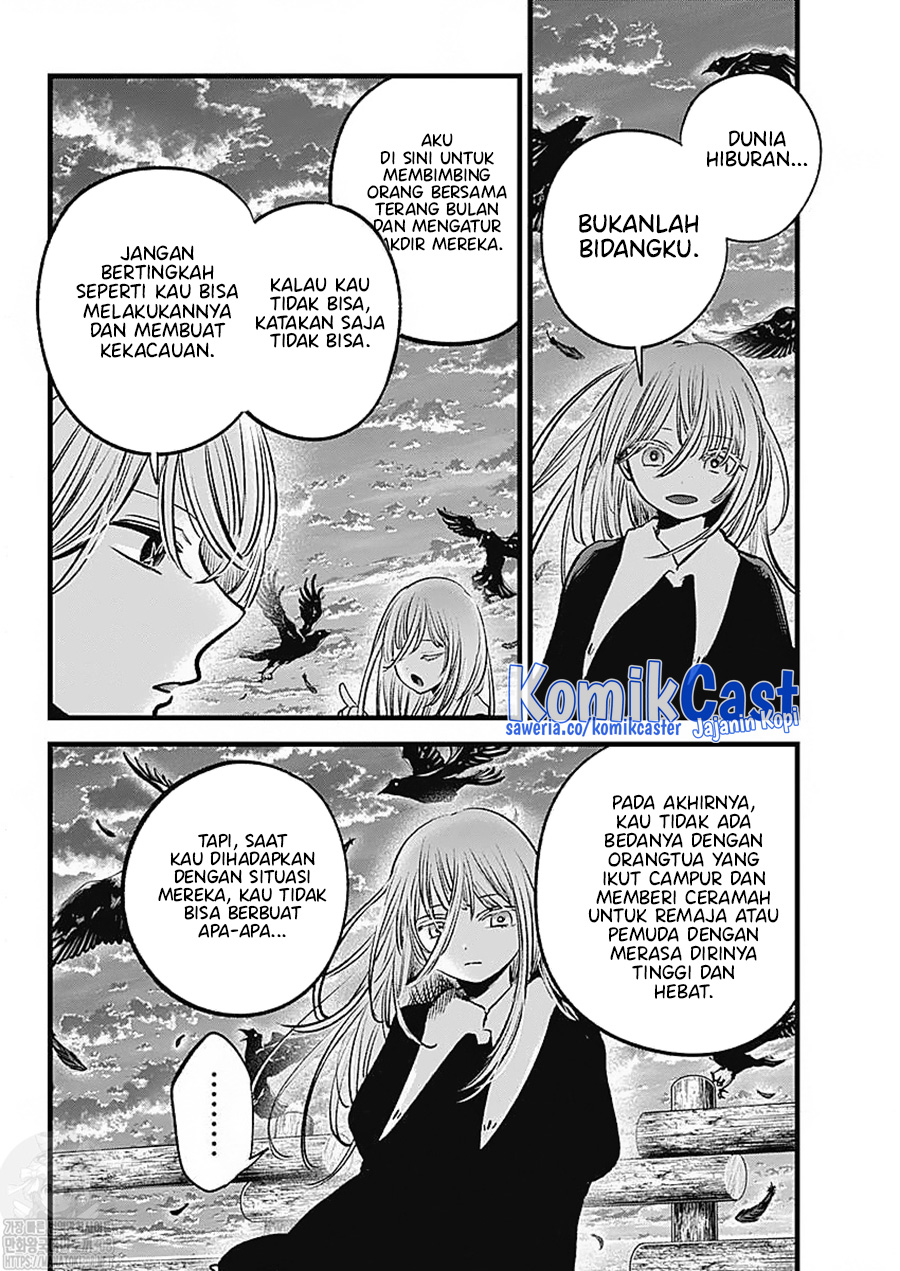 DUNIA
HIBURAN...
BUKANLAH
BIDANGKU.
AKU
DI SINI UNTUK
MEMBIMBING
ORANG BERSAMA
TERANG BULAN
DAN MENGATUR
AKDIR MEREKA.
KALAU KAU
TIDAK BISA,
KATAKAN SAJA
TIDAK BISA.
JANGAN
BERTINGKAH
SEPERTI KAU BISA
MELAKUKANNYA
DAN MEMBUAT
KEKACAUAN.
KomikCast
saweria.co/komikcaster Jajanin Kopi
PADA AKHIRNYA,
KAU TIDAK ADA
BEDANYA DENGAN
ORANGTUA YANG
IKUT CAMPUR DAN
MEMBERI CERAMAH
UNTUK REMAJA ATAU
PEMUDA DENGAN
MERASA DIRINYA
TINGGI DAN
HEBAT.
TAPI, SAAT
KAU DIHADAPKAN
DENGAN SITUASI
MEREKA, KAU TIDAK
BISA BERBUAT
APA-APA...
........